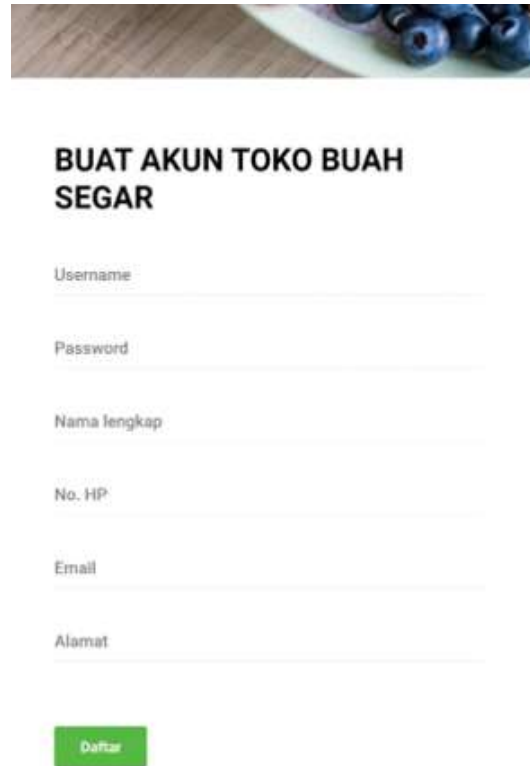 BUAT AKUN TOKO BUAH
SEGAR
Username
Password
Nama lengkap
No. HP
Email
Alamat
Daftar